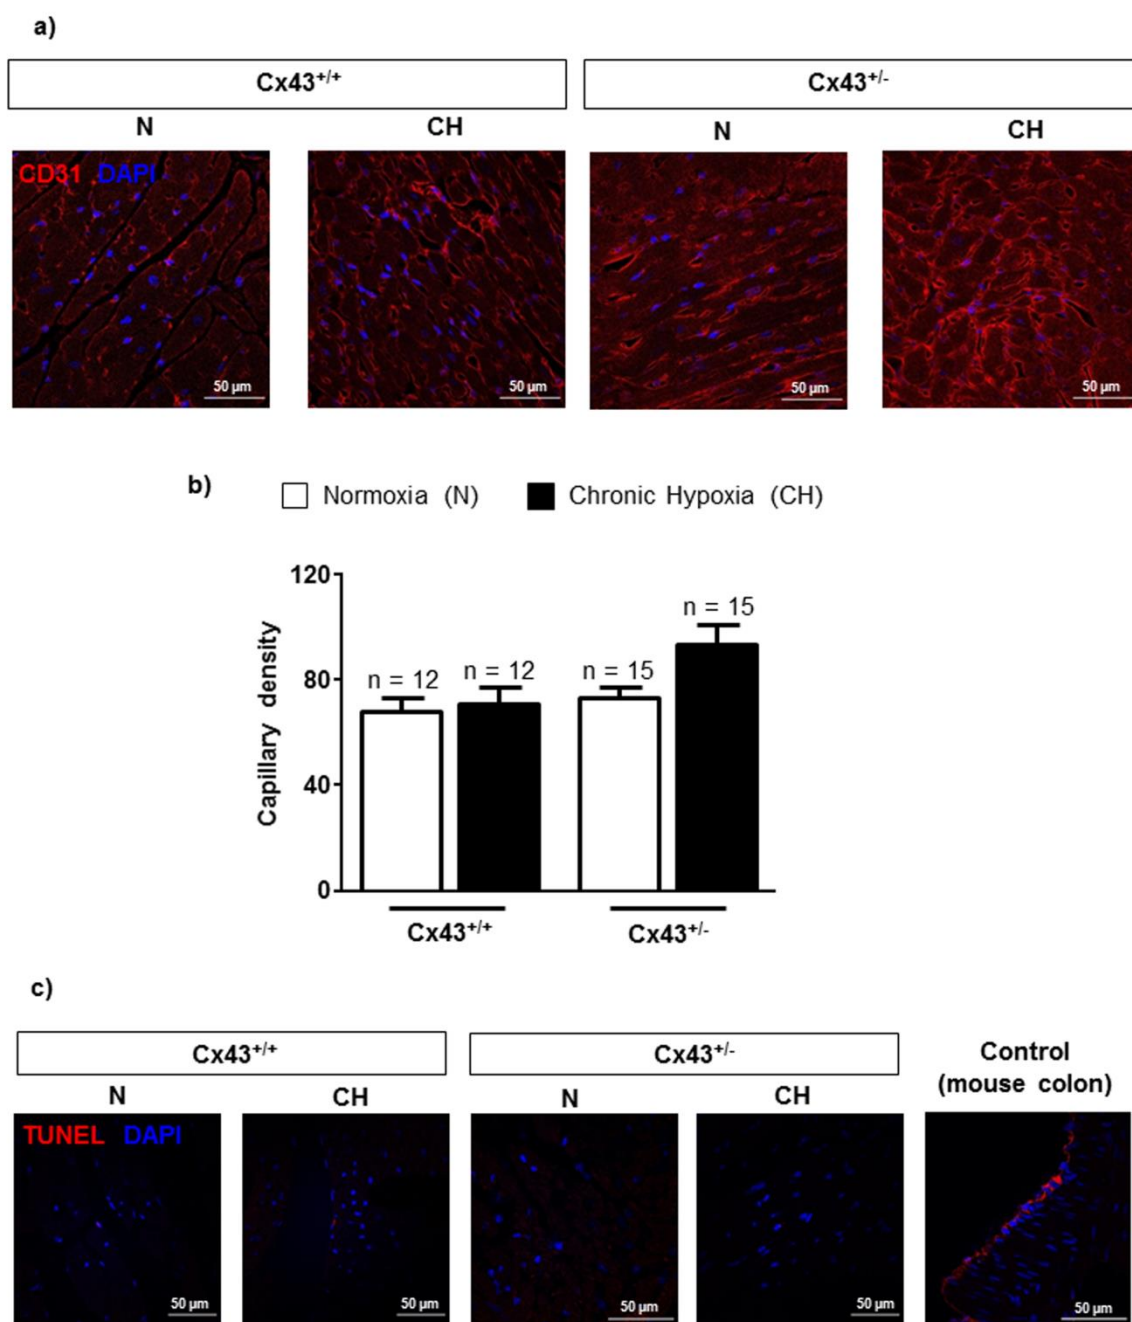 a)
Cx43+/+ Cx43+/-
N CH N CH
CD31 DAPI
50 µm 50 µm 50 µm 50 µm
b)
Normoxia (N) Chronic Hypoxia (CH)
120
80
40
0
Capillary density
n = 12 n = 12 n = 15 n = 15
Cx43+/+ Cx43+/-
c)
Cx43+/+ Cx43+/- Control
(mouse colon)
N CH N CH
TUNEL DAPI
50 µm 50 µm 50 µm 50 µm 50 µm